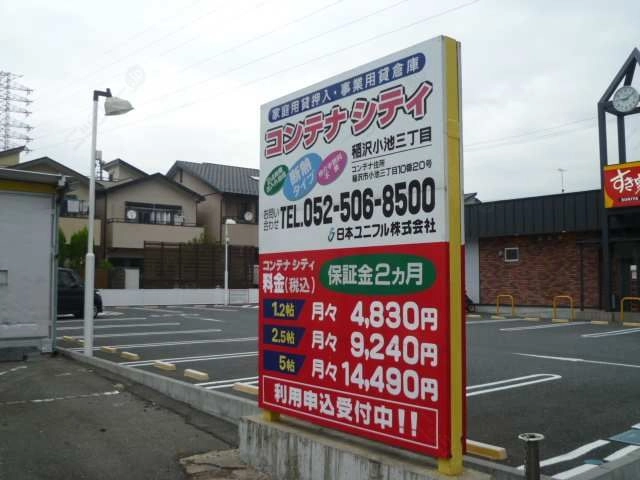 家庭用貸押入・事業用貸倉庫
コンテナ シティ
断熱タイプ
稲沢小池三丁目
コンテナ住所
稲沢市小池三丁目10番20号
お問い合わせ
TEL.052-506-8500
日本ユニフル株式会社
コンテナ シティ
料金(税込)
保証金2ヵ月
1.2帖 月々 4,830円
2.5帖 月々 9,240円
5帖 月々 14,490円
利用申込受付中!!
すき